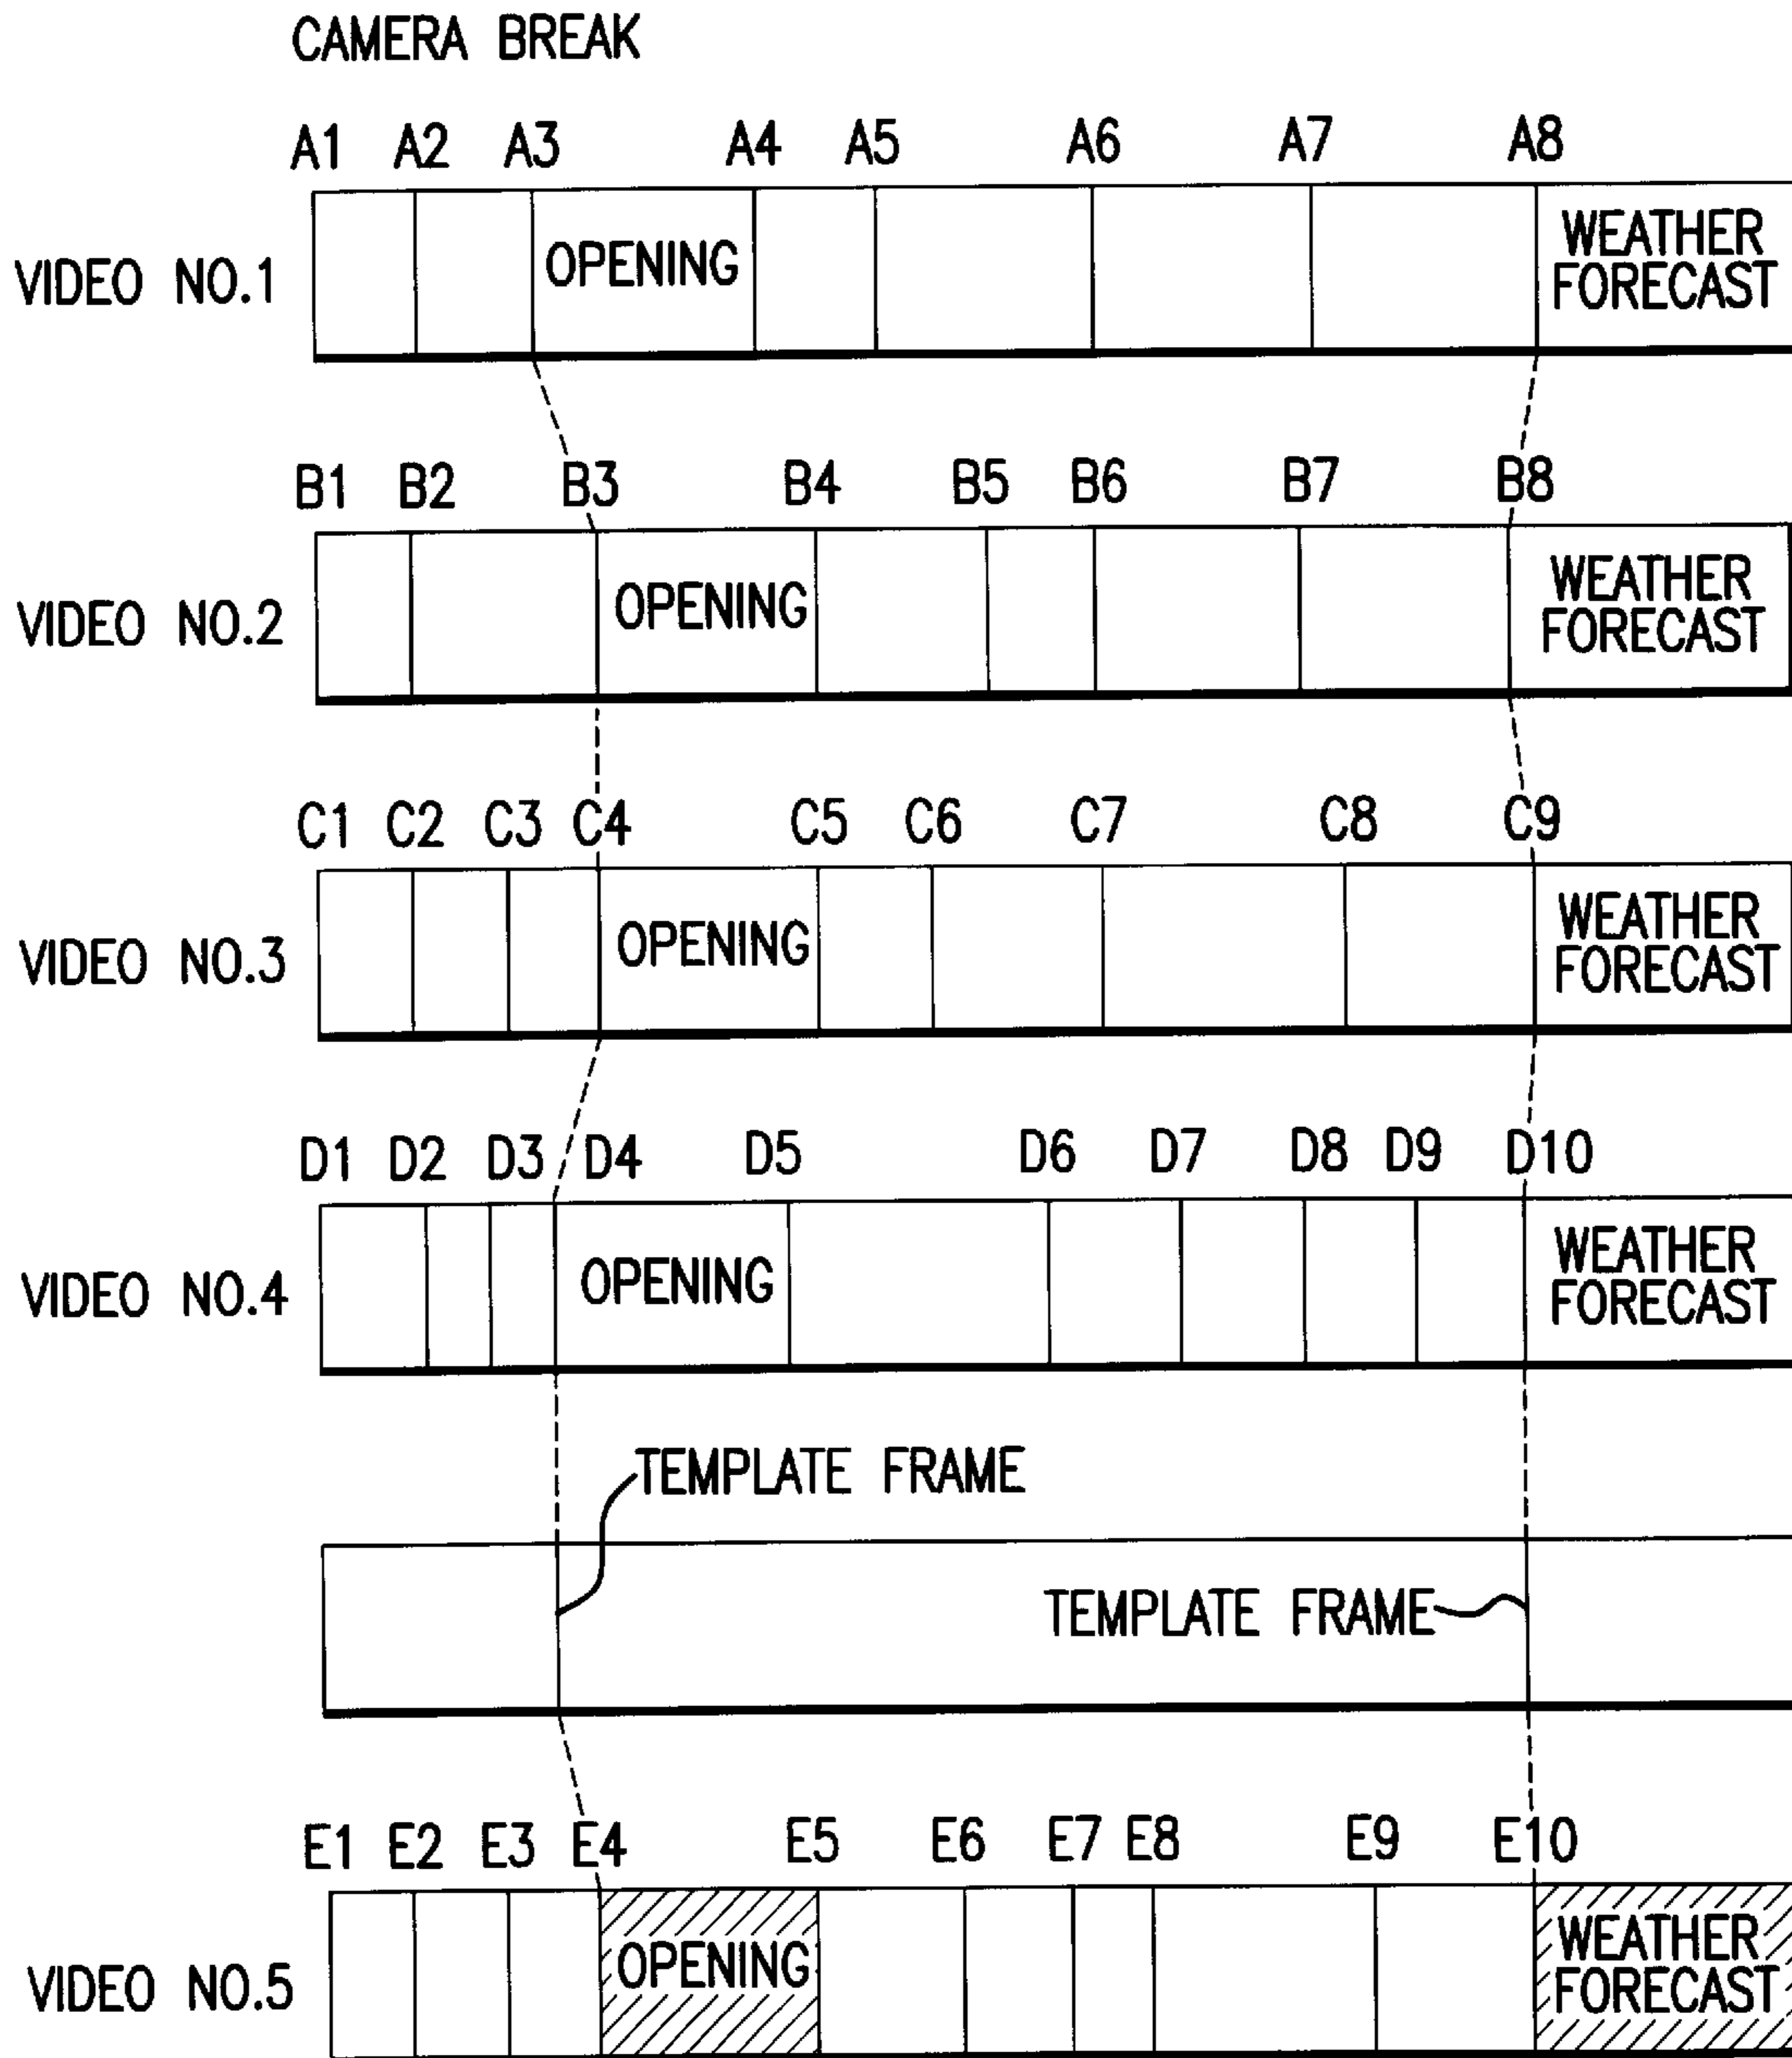 CAMERA BREAK
A1 A2 A3 A4 A5 A6 A7 A8
VIDEO NO.1
OPENING
WEATHER
FORECAST
B1 B2 B3 B4 B5 B6 B7 B8
VIDEO NO.2
OPENING
WEATHER
FORECAST
C1 C2 C3 C4 C5 C6 C7 C8 C9
VIDEO NO.3
OPENING
WEATHER
FORECAST
D1 D2 D3 D4 D5 D6 D7 D8 D9 D10
VIDEO NO.4
OPENING
WEATHER
FORECAST
TEMPLATE FRAME
TEMPLATE FRAME
E1 E2 E3 E4 E5 E6 E7 E8 E9 E10
VIDEO NO.5
OPENING
WEATHER
FORECAST